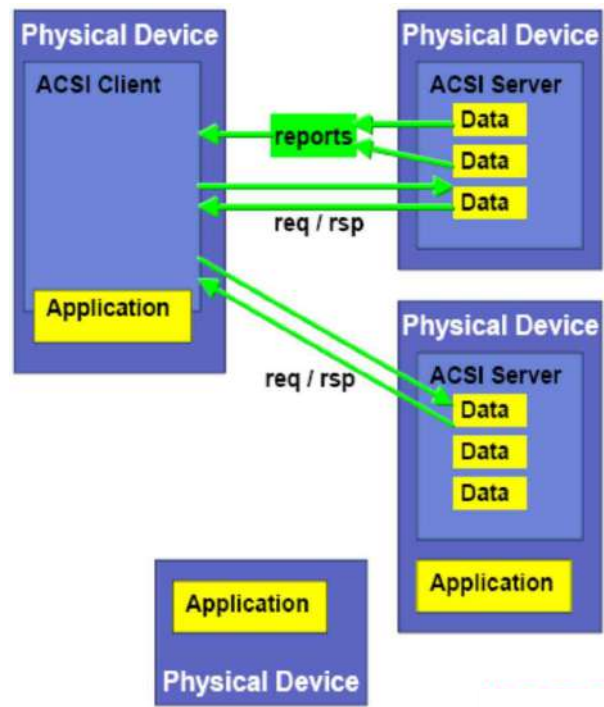 Physical Device
ACSI Client
Application
reports
req / rsp
req / rsp
Physical Device
ACSI Server
Data
Data
Data
Physical Device
ACSI Server
Data
Data
Data
Application
Application
Physical Device